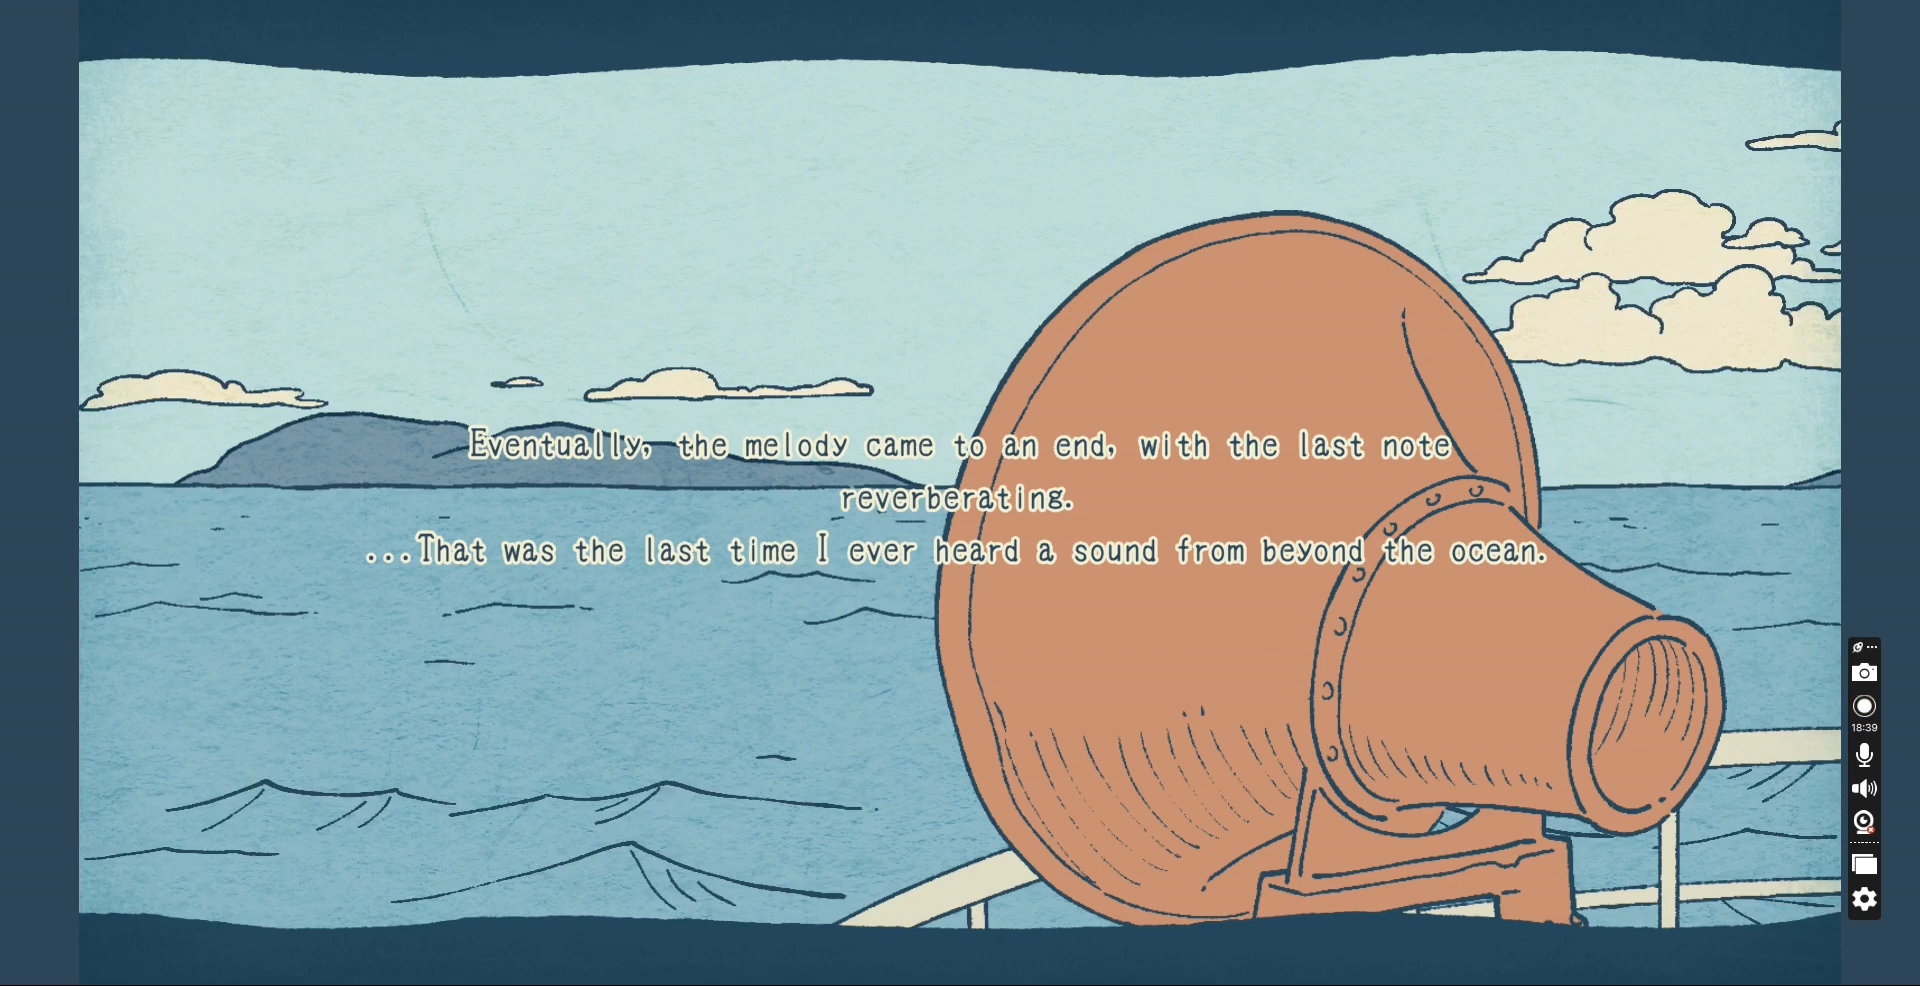 Eventually, the melody came to an end, with the last note
reverberating.
...That was the last time I ever heard a sound from beyond the ocean.
18:39